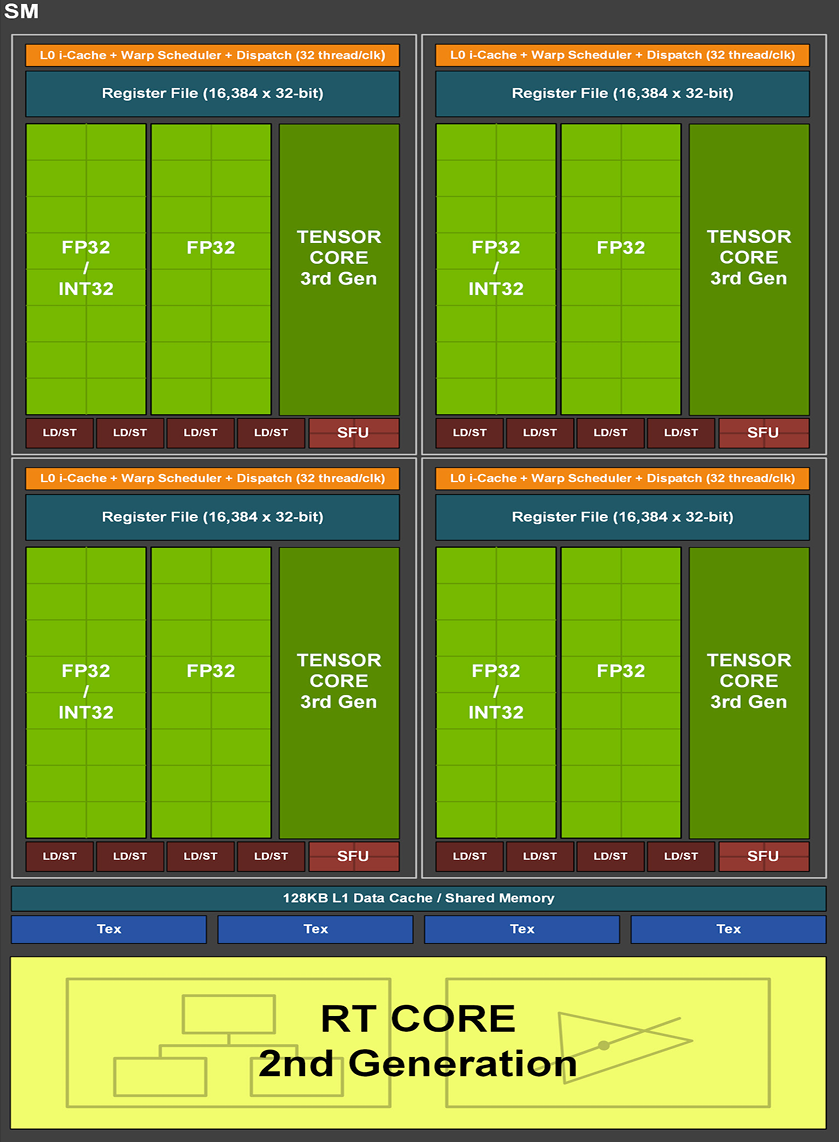 SM
L0 i-Cache + Warp Scheduler + Dispatch (32 thread/clk)
Register File (16,384 x 32-bit)
FP32
/
INT32
FP32
TENSOR
CORE
3rd Gen
LD/ST
LD/ST
LD/ST
LD/ST
SFU
L0 i-Cache + Warp Scheduler + Dispatch (32 thread/clk)
Register File (16,384 x 32-bit)
FP32
/
INT32
FP32
TENSOR
CORE
3rd Gen
LD/ST
LD/ST
LD/ST
LD/ST
SFU
L0 i-Cache + Warp Scheduler + Dispatch (32 thread/clk)
Register File (16,384 x 32-bit)
FP32
/
INT32
FP32
TENSOR
CORE
3rd Gen
LD/ST
LD/ST
LD/ST
LD/ST
SFU
L0 i-Cache + Warp Scheduler + Dispatch (32 thread/clk)
Register File (16,384 x 32-bit)
FP32
/
INT32
FP32
TENSOR
CORE
3rd Gen
LD/ST
LD/ST
LD/ST
LD/ST
SFU
128KB L1 Data Cache / Shared Memory
Tex
Tex
Tex
Tex
RT CORE
2nd Generation